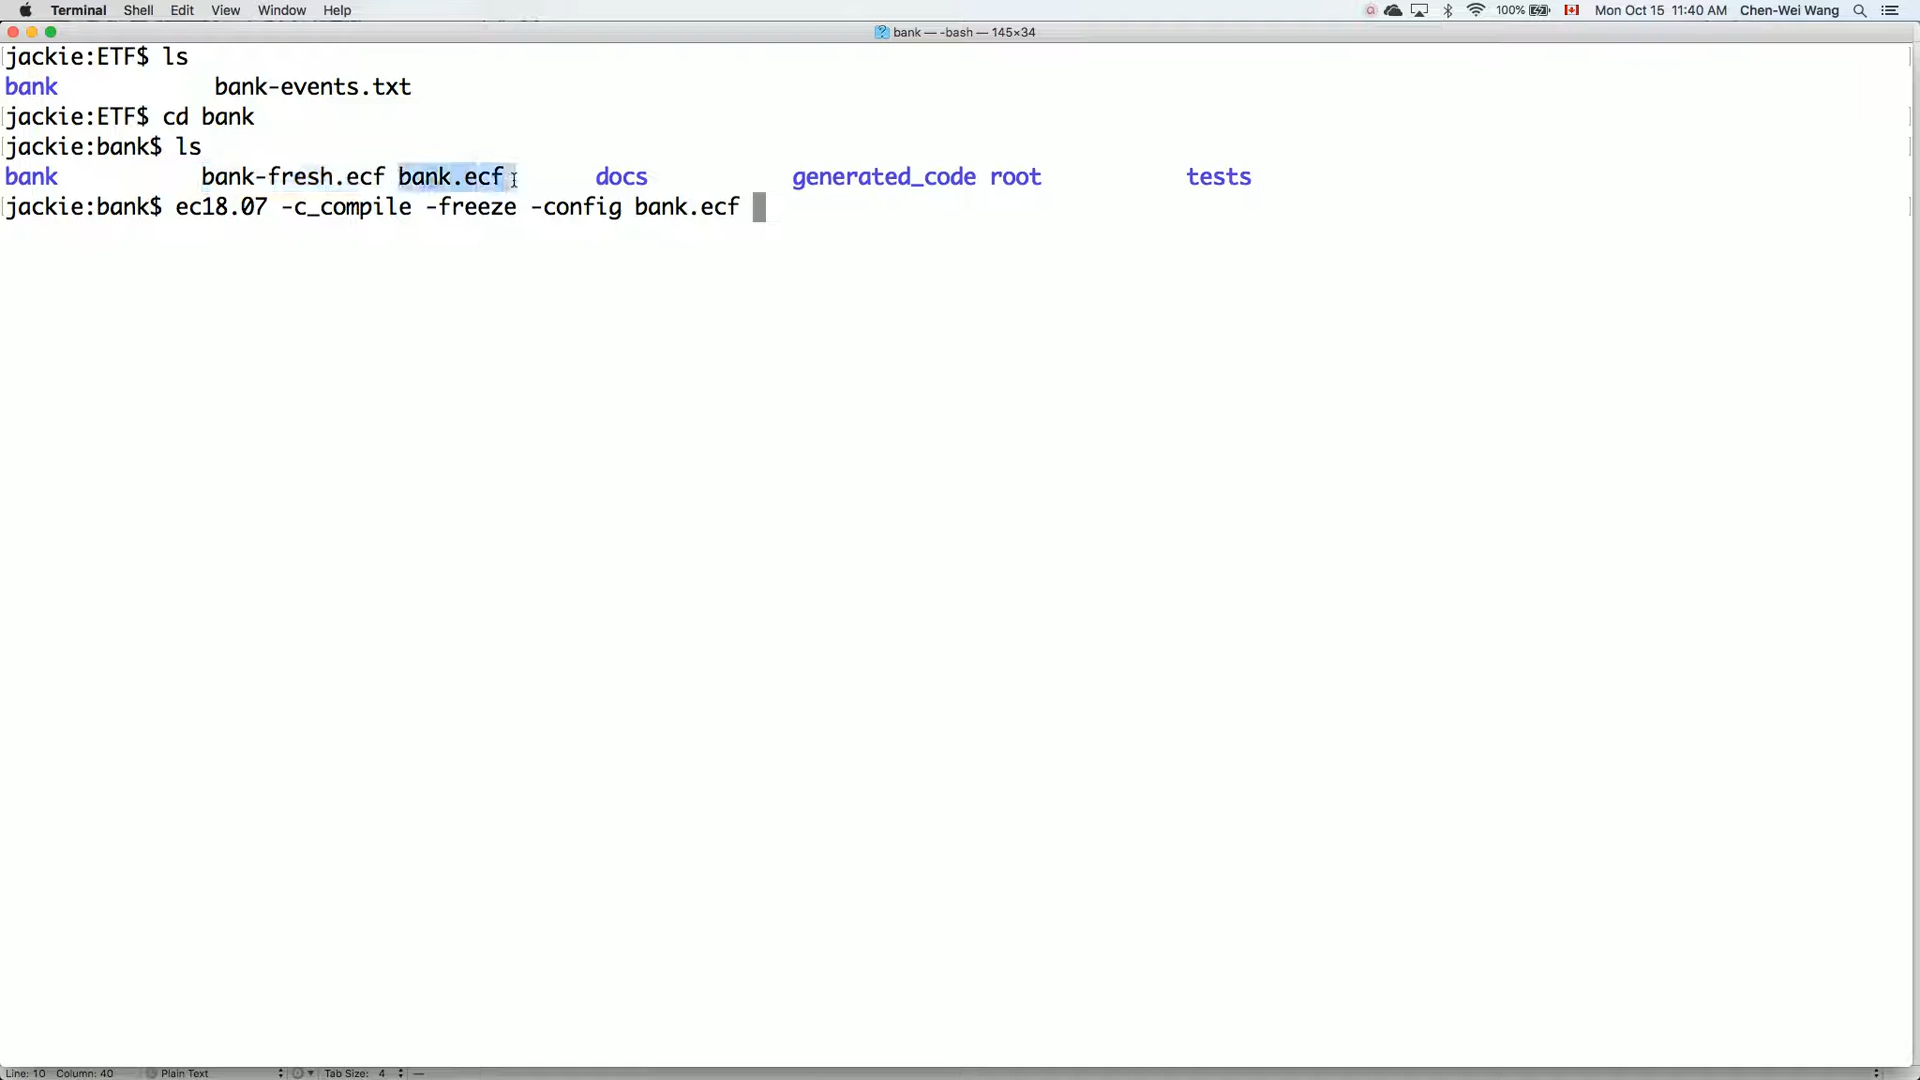 Terminal Shell Edit View Window Help 100% Mon Oct 15 11:40 AM Chen-Wei Wang
bank — -bash — 145×34
jackie:ETF$ ls
bank bank-events.txt
jackie:ETF$ cd bank
jackie:bank$ ls
bank bank-fresh.ecf bank.ecf docs generated_code root tests
jackie:bank$ ec18.07 -c_compile -freeze -config bank.ecf
Line: 10 Column: 40 Plain Text Tab Size: 4 —